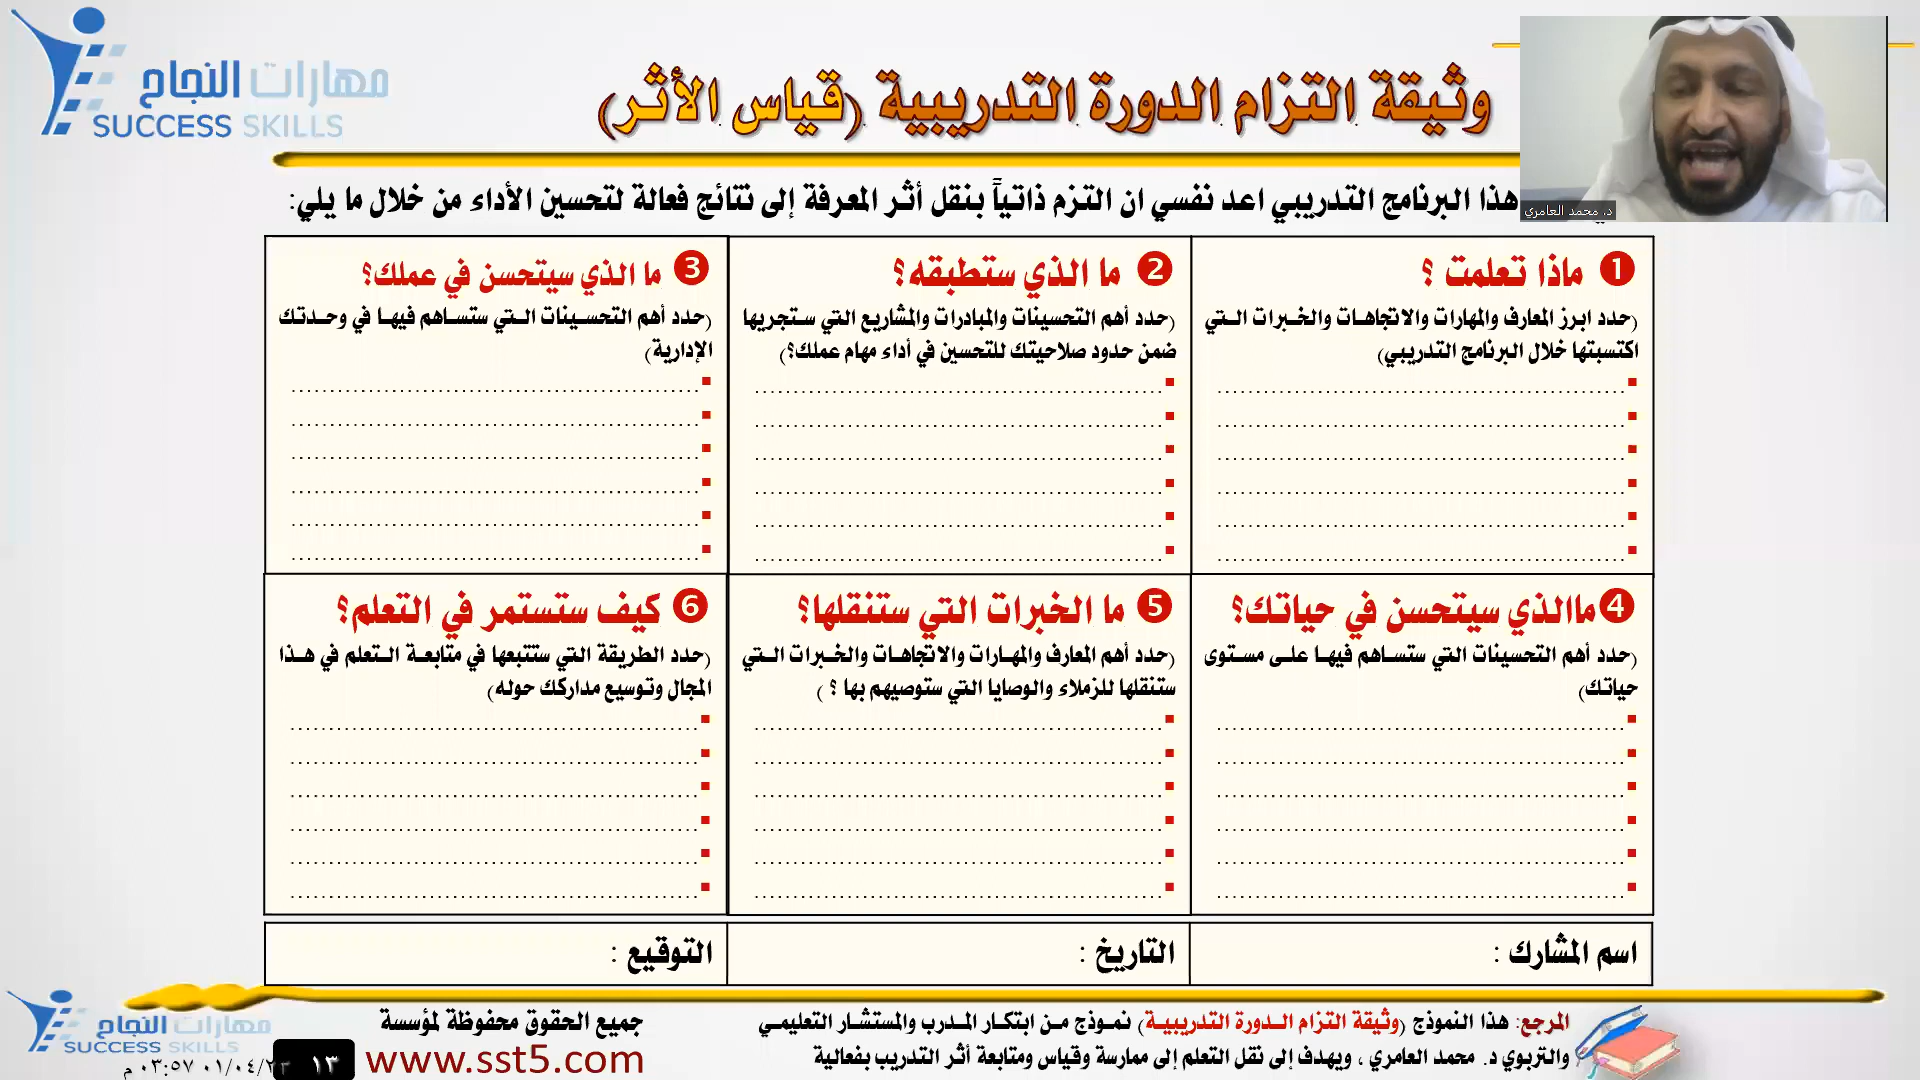 مهارات النجاح
SUCCESS SKILLS
وثيقة التزام الدورة التدريبية (قياس الأثر)
د. محمد العامري
هذا البرنامج التدريبي اعد نفسي ان التزم ذاتياً بنقل أثر المعرفة إلى نتائج فعالة لتحسين الأداء من خلال ما يلي:
1 ماذا تعلمت ؟
(حدد ابرز المعارف والمهارات والاتجاهات والخبرات التي
اكتسبتها خلال البرنامج التدريبي)
2 ما الذي ستطبقه؟
(حدد أهم التحسينات والمبادرات والمشاريع التي ستجريها
ضمن حدود صلاحيتك للتحسين في أداء مهام عملك؟)
3 ما الذي سيتحسن في عملك؟
(حدد أهم التحسينات التي ستساهم فيها في وحدتك
الإدارية)
4 ماالذي سيتحسن في حياتك؟
(حدد أهم التحسينات التي ستساهم فيها على مستوى
حياتك)
5 ما الخبرات التي ستنقلها؟
(حدد أهم المعارف والمهارات والاتجاهات والخبرات التي
ستنقلها للزملاء والوصايا التي ستوصيهم بها ؟ )
6 كيف ستستمر في التعلم؟
(حدد الطريقة التي ستتبعها في متابعة التعلم في هذا
المجال وتوسيع مداركك حوله)
اسم المشارك :
التاريخ :
التوقيع :
المرجع: هذا النموذج (وثيقة التزام الدورة التدريبية) نموذج من ابتكار المدرب والمستشار التعليمي
والتربوي د. محمد العامري ، ويهدف إلى نقل التعلم إلى ممارسة وقياس ومتابعة أثر التدريب بفعالية
جميع الحقوق محفوظة لمؤسسة
www.sst5.com
١٣
مهارات النجاح
SUCCESS SKILLS
٠١/٠٤/٢٣ ٠٣:٥٧ م